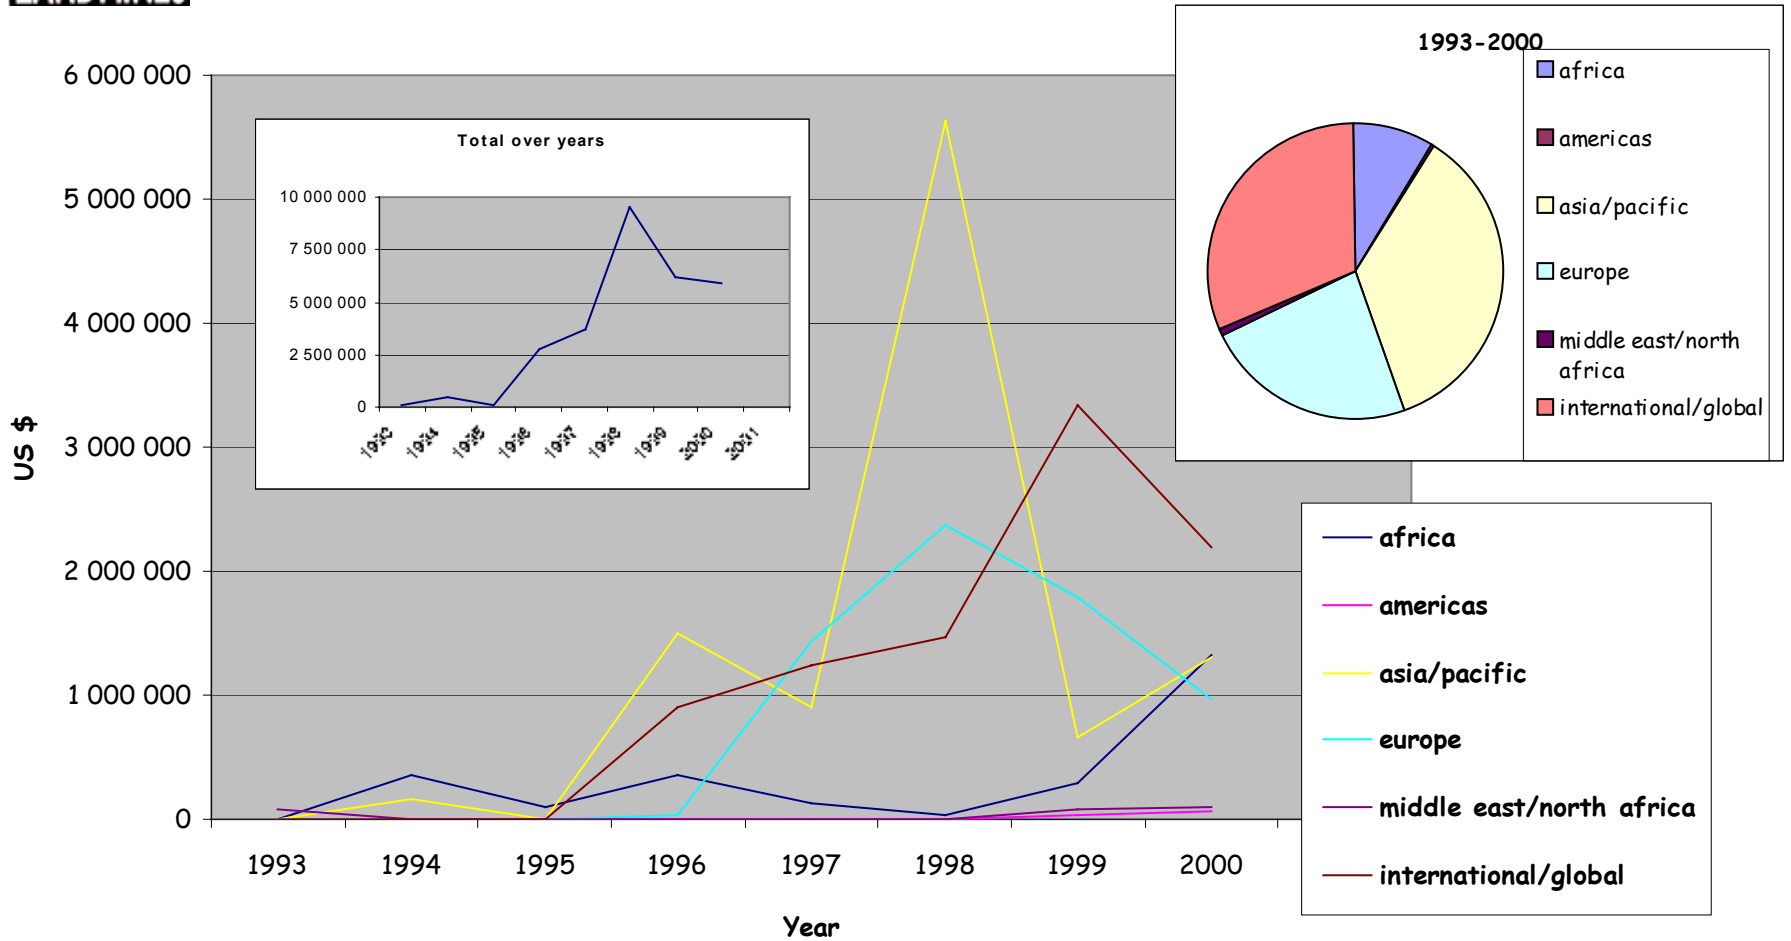 6 000 000
5 000 000
4 000 000
3 000 000
2 000 000
1 000 000
0
US $
1993
1994
1995
1996
1997
1998
1999
2000
Year
Total over years
10 000 000
7 500 000
5 000 000
2 500 000
0
1993-2000
africa
americas
asia/pacific
europe
middle east/north
africa
international/global
africa
americas
asia/pacific
europe
middle east/north africa
international/global